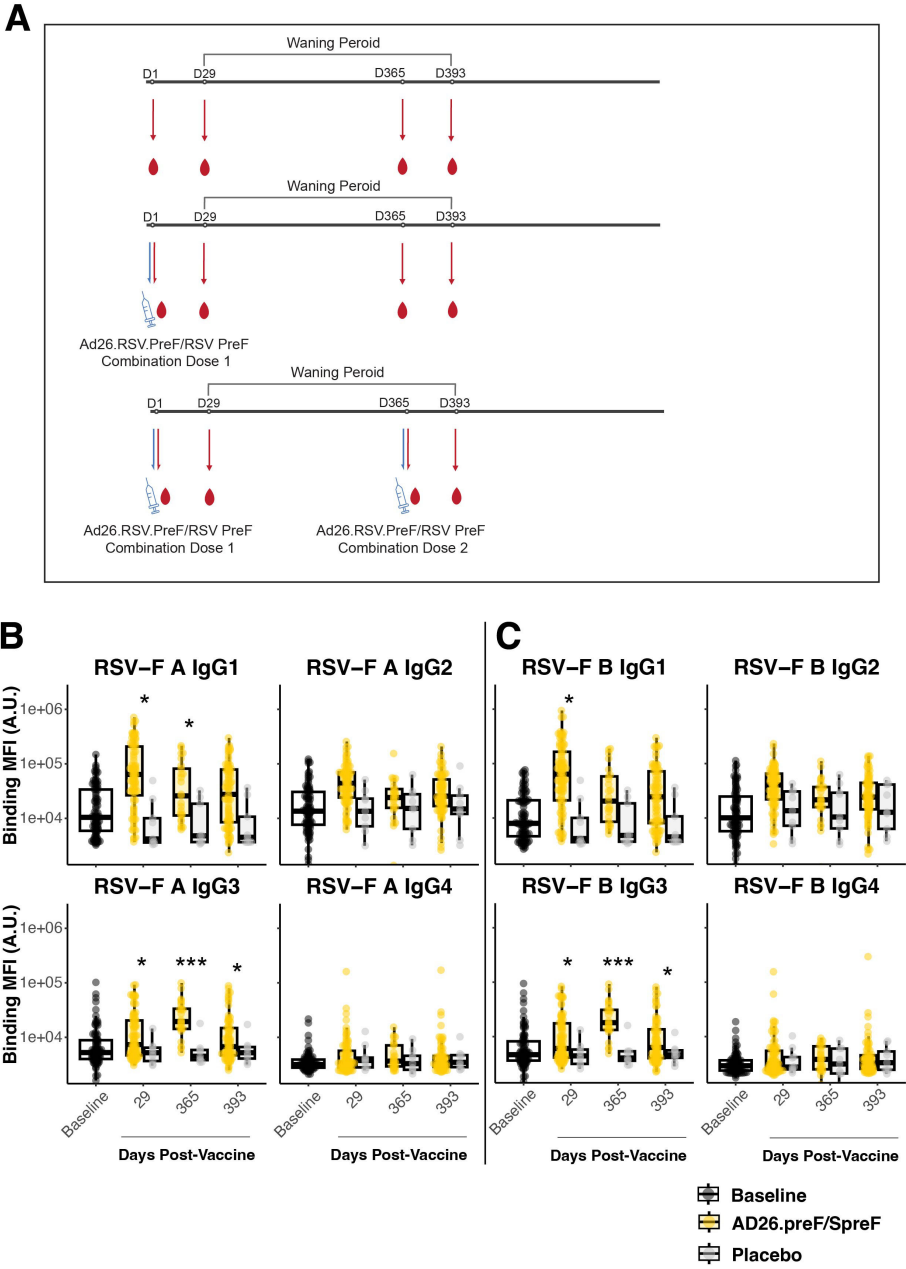 A
Waning Peroid
D1 D29 D365 D393
Waning Peroid
D1 D29 D365 D393
Ad26.RSV.PreF/RSV PreF
Combination Dose 1
Waning Peroid
D1 D29 D365 D393
Ad26.RSV.PreF/RSV PreF
Combination Dose 1
Ad26.RSV.PreF/RSV PreF
Combination Dose 2
B
RSV−F A IgG1
RSV−F A IgG2
Binding MFI (A.U.)
1e+06
1e+05
1e+04
*
*
RSV−F A IgG3
RSV−F A IgG4
Binding MFI (A.U.)
1e+06
1e+05
1e+04
*
***
*
Baseline
29
365
393
Baseline
29
365
393
Days Post-Vaccine
Days Post-Vaccine
C
RSV−F B IgG1
RSV−F B IgG2
*
RSV−F B IgG3
RSV−F B IgG4
*
***
*
Baseline
29
365
393
Baseline
29
365
393
Days Post-Vaccine
Days Post-Vaccine
Baseline
AD26.preF/SpreF
Placebo